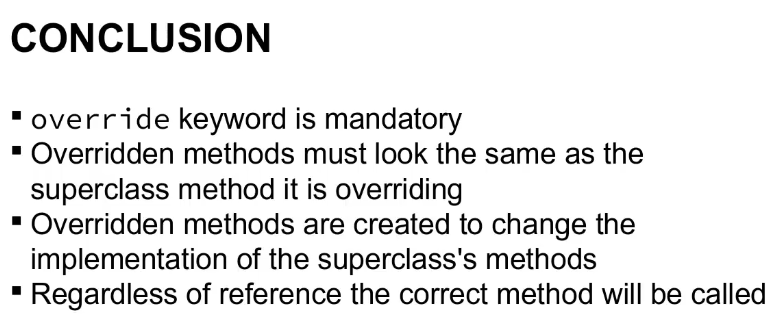 CONCLUSION
▪ override keyword is mandatory
▪ Overridden methods must look the same as the
superclass method it is overriding
▪ Overridden methods are created to change the
implementation of the superclass's methods
▪ Regardless of reference the correct method will be called